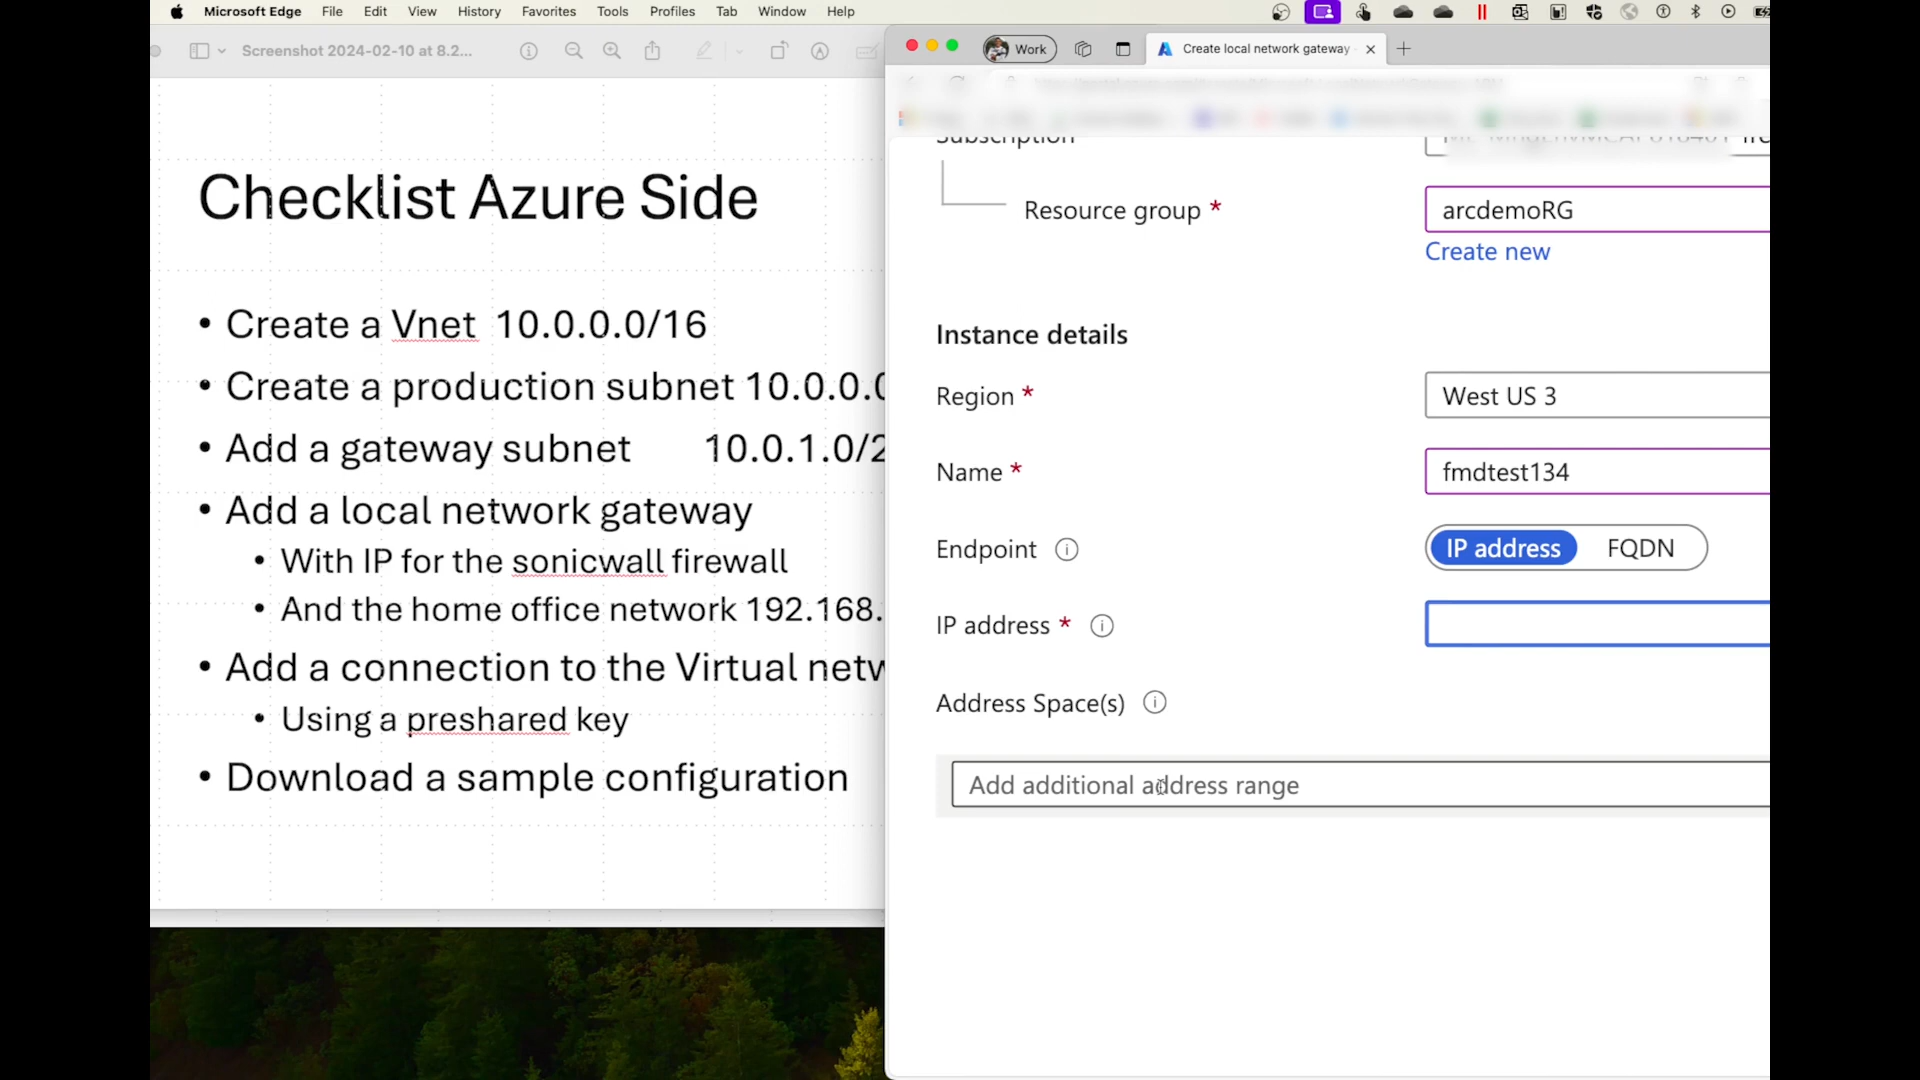 Microsoft Edge File Edit View History Favorites Tools Profiles Tab Window Help
Screenshot 2024-02-10 at 8.2...
Work
Create local network gateway
Checklist Azure Side
• Create a Vnet 10.0.0.0/16
• Create a production subnet 10.0.0.0
• Add a gateway subnet 10.0.1.0/2
• Add a local network gateway
• With IP for the sonicwall firewall
• And the home office network 192.168.
• Add a connection to the Virtual netw
• Using a preshared key
• Download a sample configuration
Subscription
Resource group *
arcdemoRG
Create new
Instance details
Region *
West US 3
Name *
fmdtest134
Endpoint
IP address FQDN
IP address *
Address Space(s)
Add additional address range